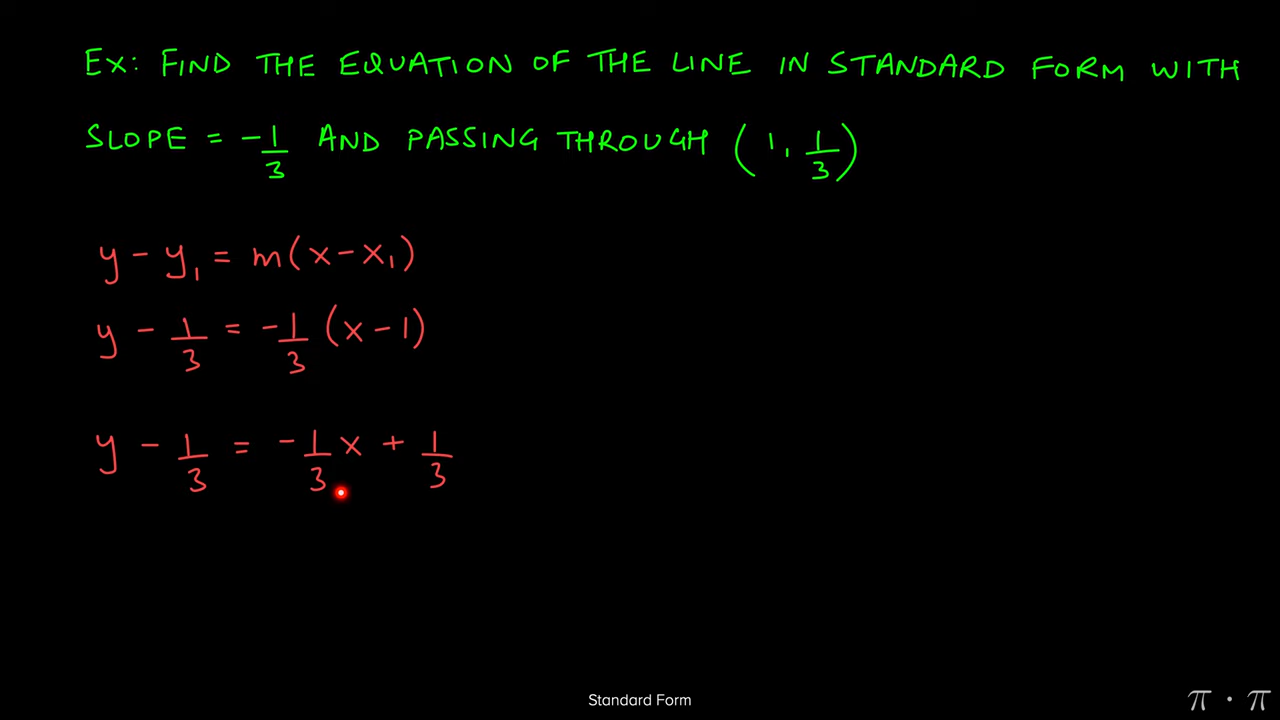 EX: FIND THE EQUATION OF THE LINE IN STANDARD FORM WITH
SLOPE = -1/3 AND PASSING THROUGH (1, 1/3)
y - y₁ = m(x - x₁)
y - 1/3 = -1/3 (x - 1)
y - 1/3 = -1/3 x + 1/3
Standard Form
π · π